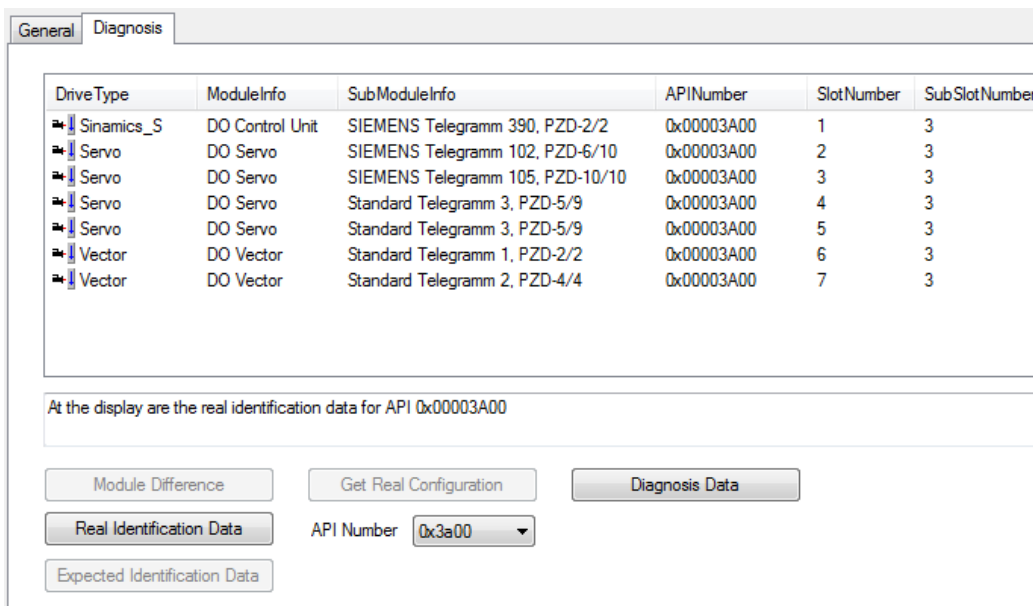 General Diagnosis
DriveType ModuleInfo SubModuleInfo APINumber SlotNumber SubSlotNumber
Sinamics_S DO Control Unit SIEMENS Telegramm 390, PZD-2/2 0x00003A00 1 3
Servo DO Servo SIEMENS Telegramm 102, PZD-6/10 0x00003A00 2 3
Servo DO Servo SIEMENS Telegramm 105, PZD-10/10 0x00003A00 3 3
Servo DO Servo Standard Telegramm 3, PZD-5/9 0x00003A00 4 3
Servo DO Servo Standard Telegramm 3, PZD-5/9 0x00003A00 5 3
Vector DO Vector Standard Telegramm 1, PZD-2/2 0x00003A00 6 3
Vector DO Vector Standard Telegramm 2, PZD-4/4 0x00003A00 7 3
At the display are the real identification data for API 0x00003A00
Module Difference Get Real Configuration Diagnosis Data
Real Identification Data API Number 0x3a00
Expected Identification Data